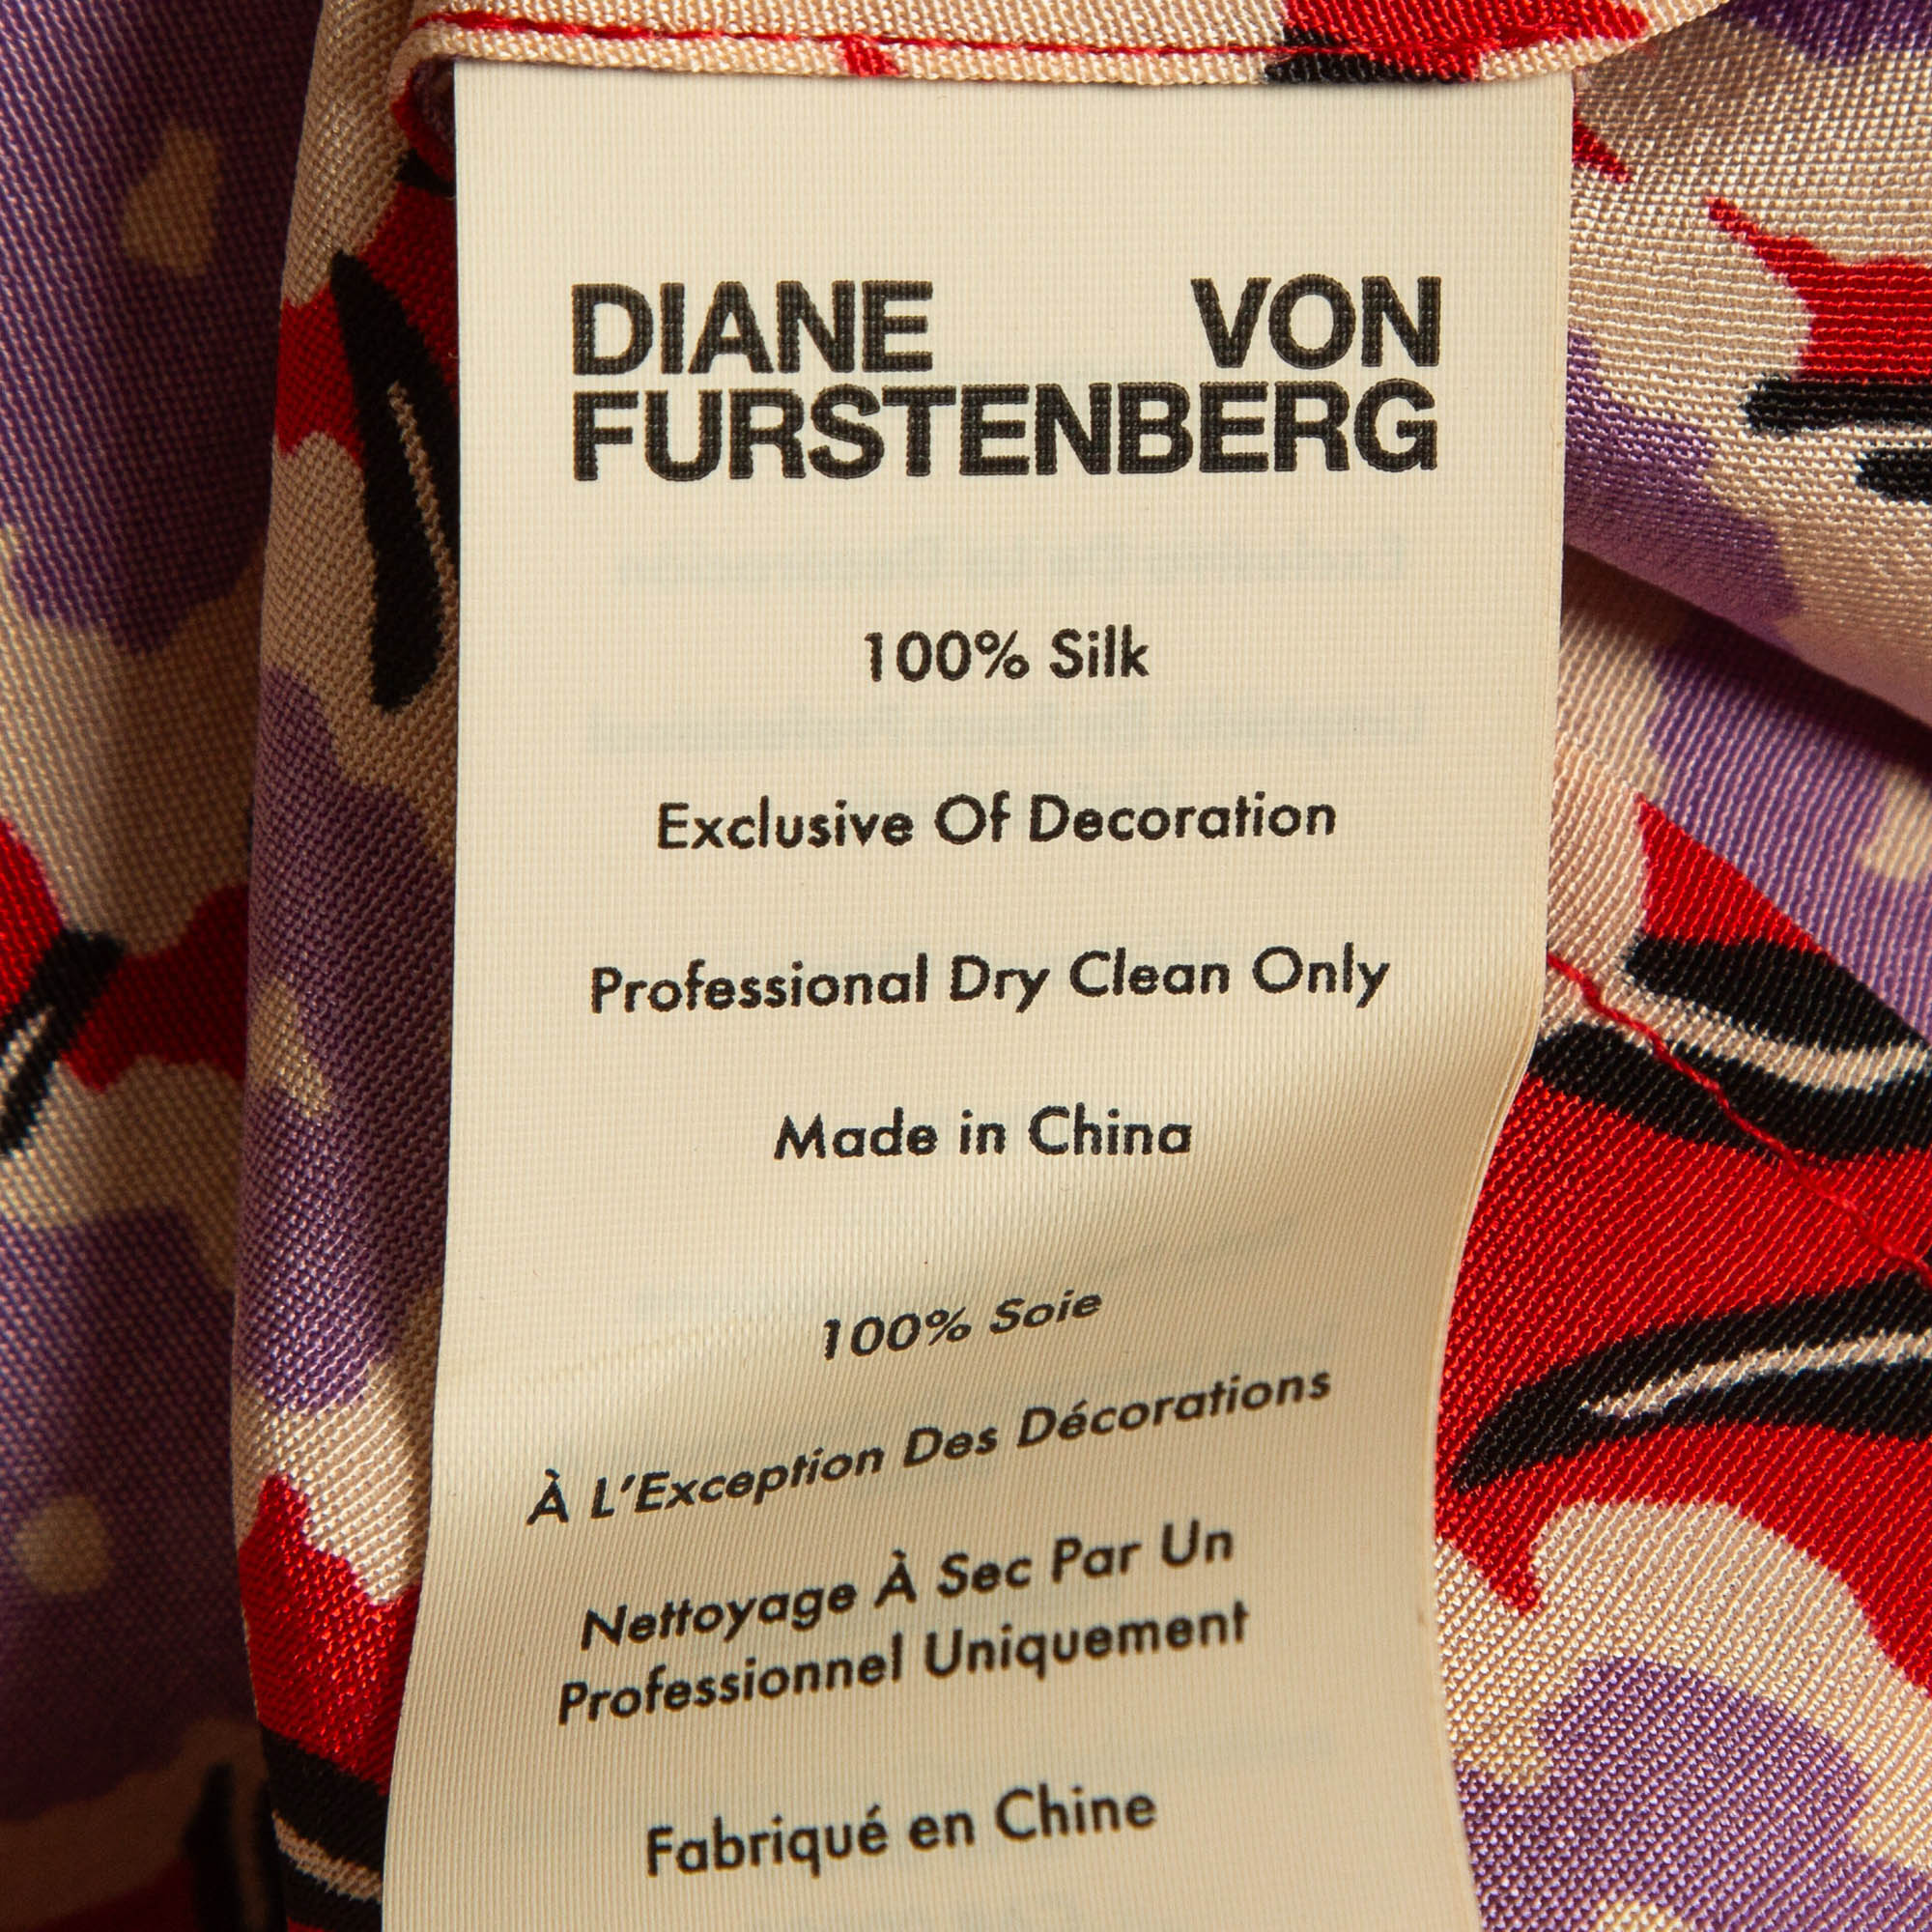 DIANE VON
FURSTENBERG
100% Silk
Exclusive Of Decoration
Professional Dry Clean Only
Made in China
100% Soie
À L'Exception Des Décorations
Nettoyage À Sec Par Un
Professionnel Uniquement
Fabriqué en Chine